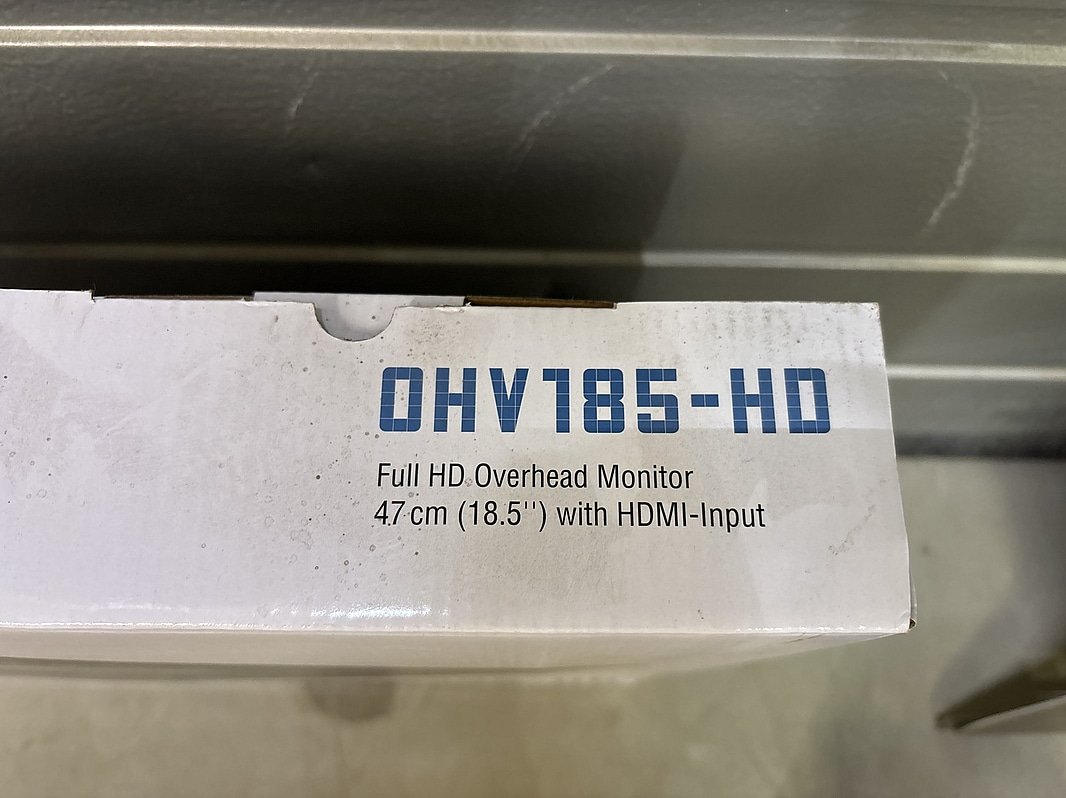 OHV185-HD
Full HD Overhead Monitor
47 cm (18.5'') with HDMI-Input